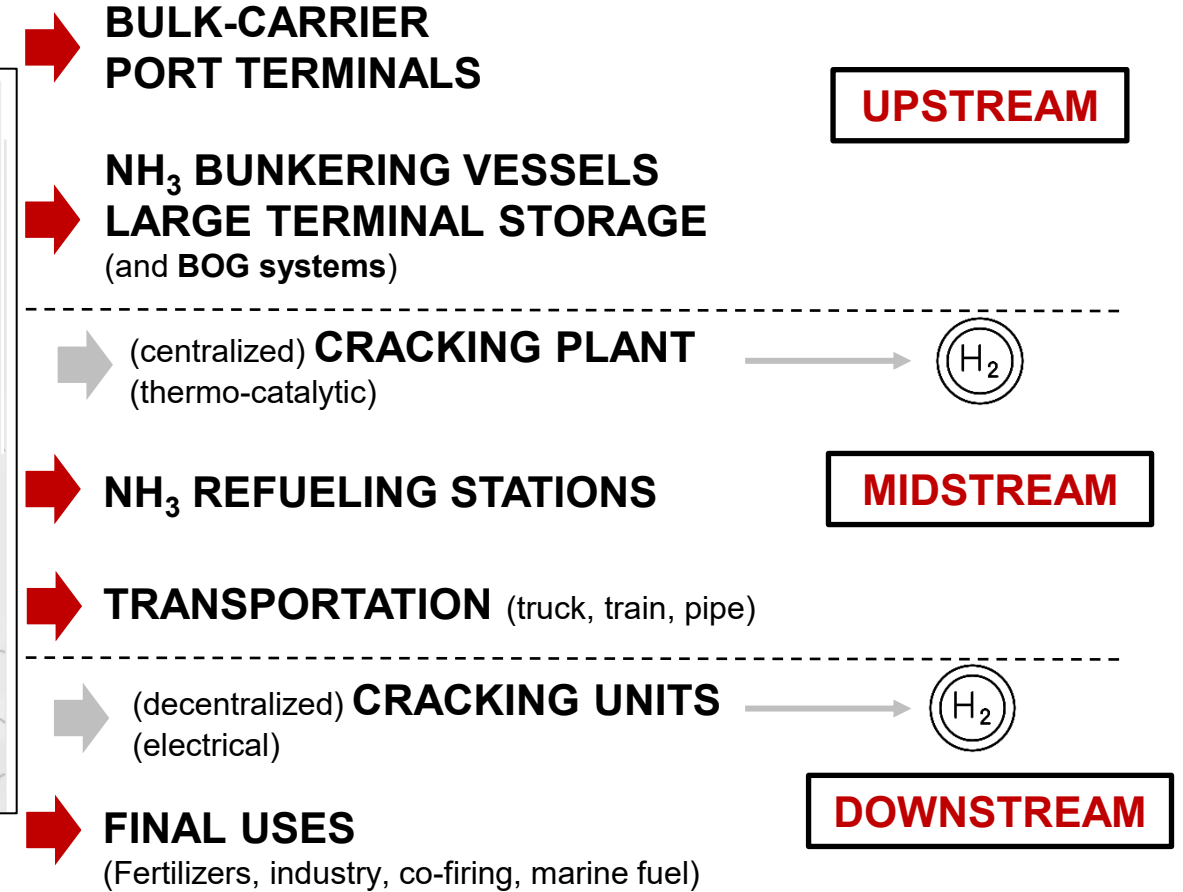 BULK-CARRIER
PORT TERMINALS
UPSTREAM
NH₃ BUNKERING VESSELS
LARGE TERMINAL STORAGE
(and BOG systems)
(centralized) CRACKING PLANT
(thermo-catalytic)
H₂
NH₃ REFUELING STATIONS
MIDSTREAM
TRANSPORTATION (truck, train, pipe)
(decentralized) CRACKING UNITS
(electrical)
H₂
DOWNSTREAM
FINAL USES
(Fertilizers, industry, co-firing, marine fuel)